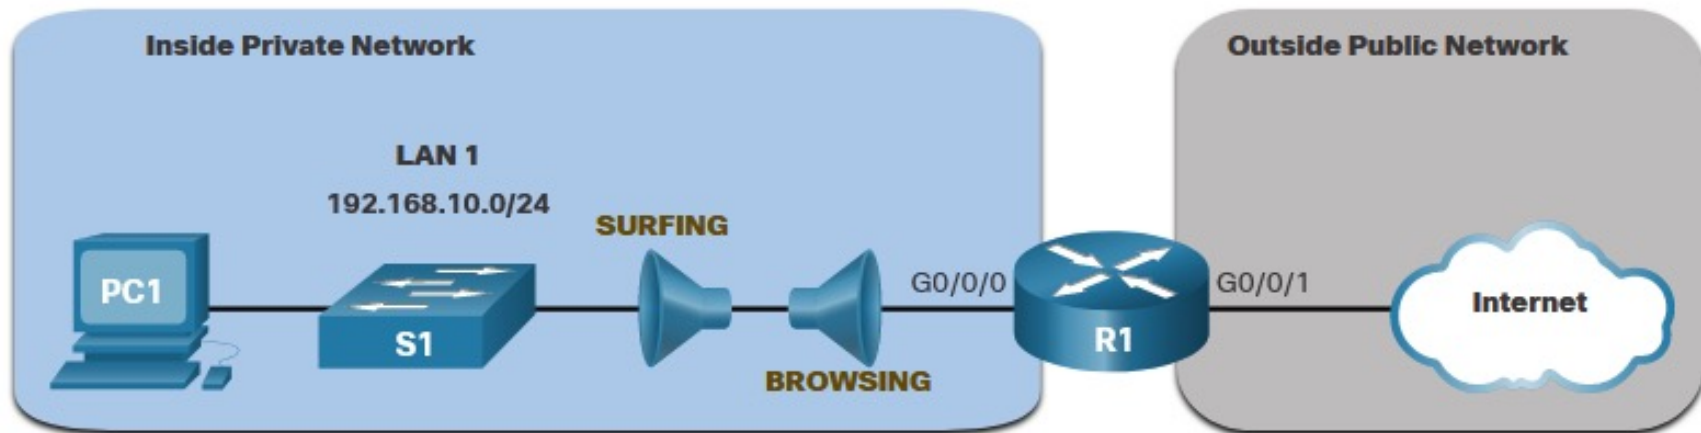 Inside Private Network
Outside Public Network
LAN 1
192.168.10.0/24
SURFING
PC1
S1
BROWSING
G0/0/0
R1
G0/0/1
Internet